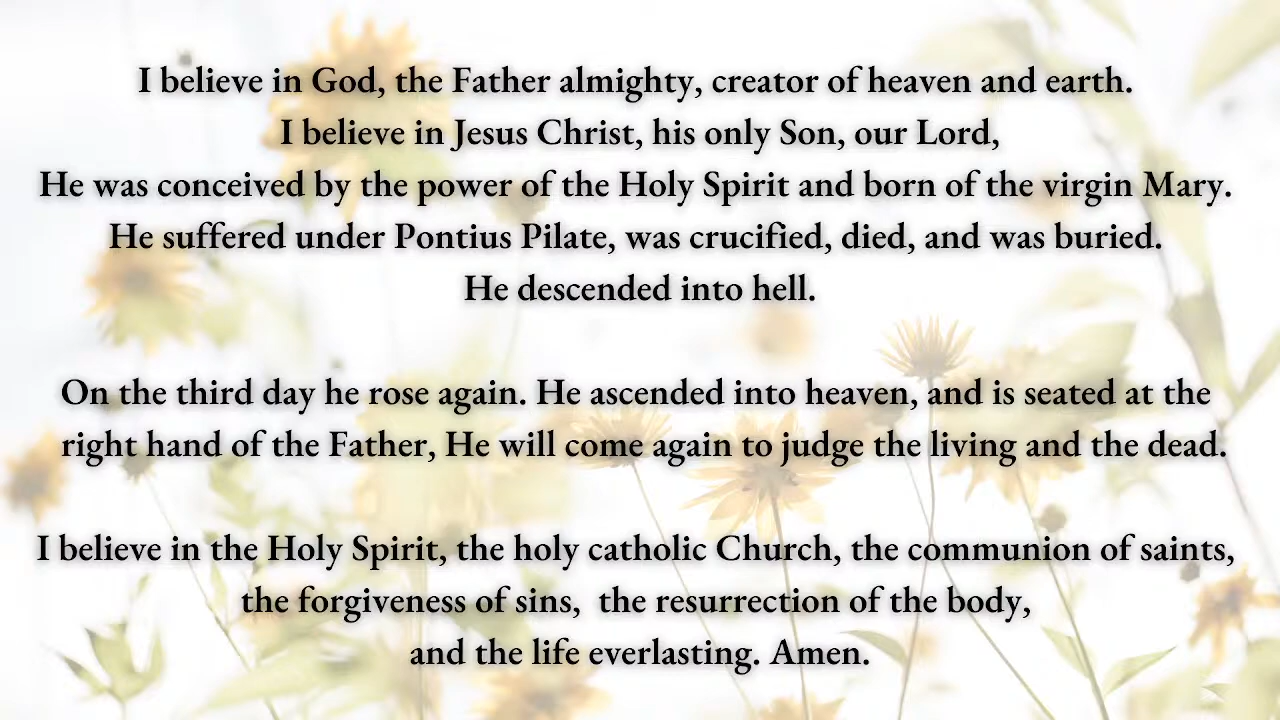 I believe in God, the Father almighty, creator of heaven and earth.
I believe in Jesus Christ, his only Son, our Lord,
He was conceived by the power of the Holy Spirit and born of the virgin Mary.
He suffered under Pontius Pilate, was crucified, died, and was buried.
He descended into hell.
On the third day he rose again. He ascended into heaven, and is seated at the
right hand of the Father, He will come again to judge the living and the dead.
I believe in the Holy Spirit, the holy catholic Church, the communion of saints,
the forgiveness of sins,  the resurrection of the body,
and the life everlasting. Amen.